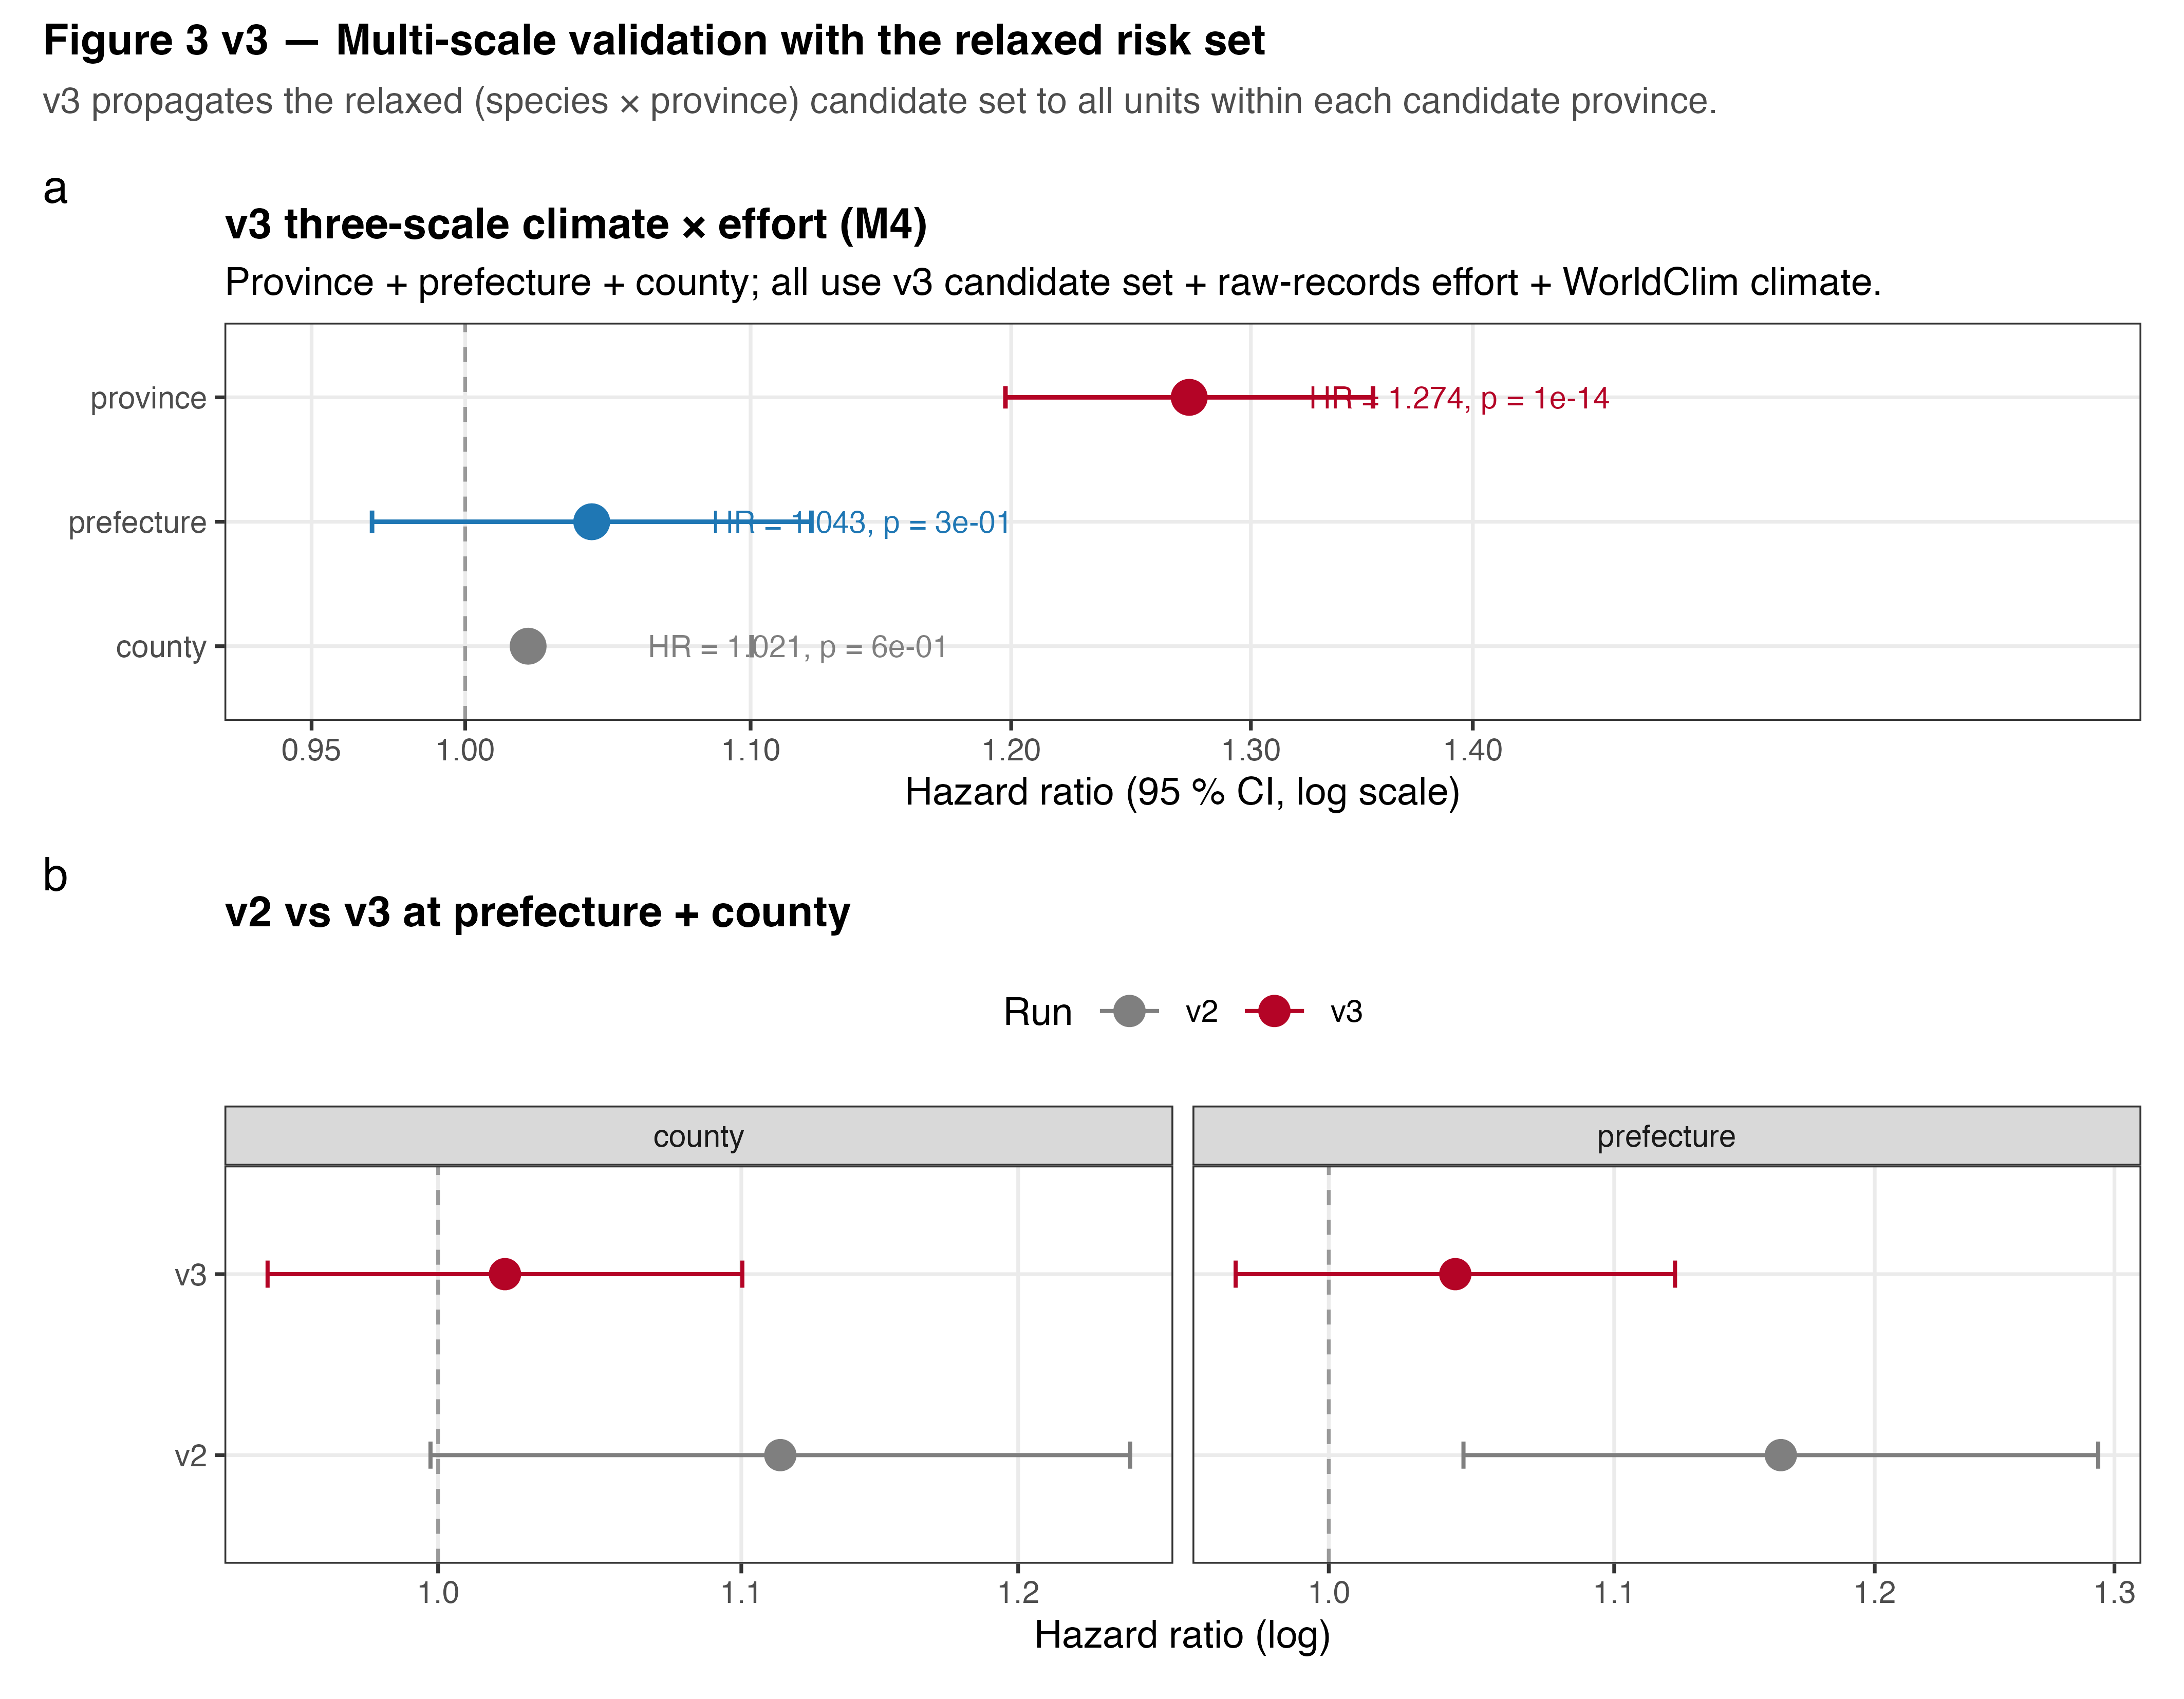 Figure 3 v3 — Multi-scale validation with the relaxed risk set
v3 propagates the relaxed (species × province) candidate set to all units within each candidate province.
a
v3 three-scale climate × effort (M4)
Province + prefecture + county; all use v3 candidate set + raw-records effort + WorldClim climate.
province
HR = 1.274, p = 1e-14
prefecture
HR = 1.043, p = 3e-01
county
HR = 1.021, p = 6e-01
0.95 1.00 1.10 1.20 1.30 1.40
Hazard ratio (95 % CI, log scale)
b
v2 vs v3 at prefecture + county
Run v2 v3
county prefecture
v3
v2
1.0 1.1 1.2 1.0 1.1 1.2 1.3
Hazard ratio (log)